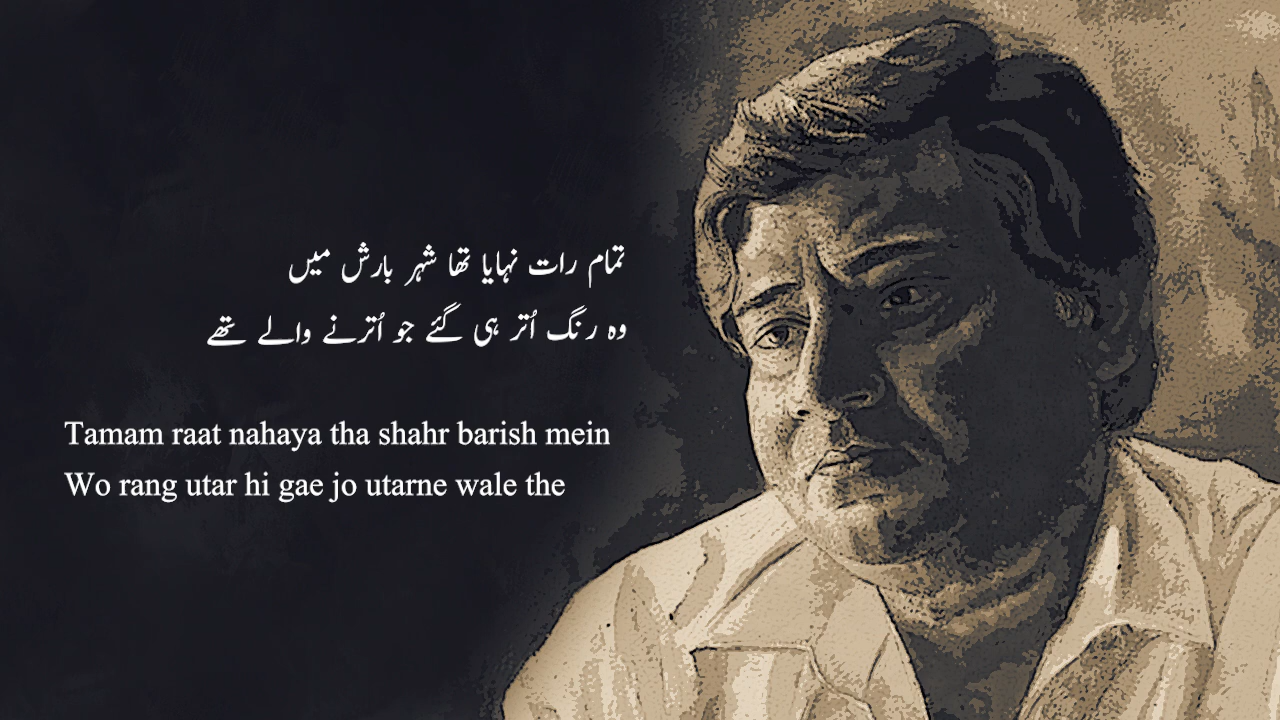 تمام رات نہایا تھا شہر بارش میں
وہ رنگ اُتر ہی گئے جو اُترنے والے تھے
Tamam raat nahaya tha shahr barish mein
Wo rang utar hi gae jo utarne wale the